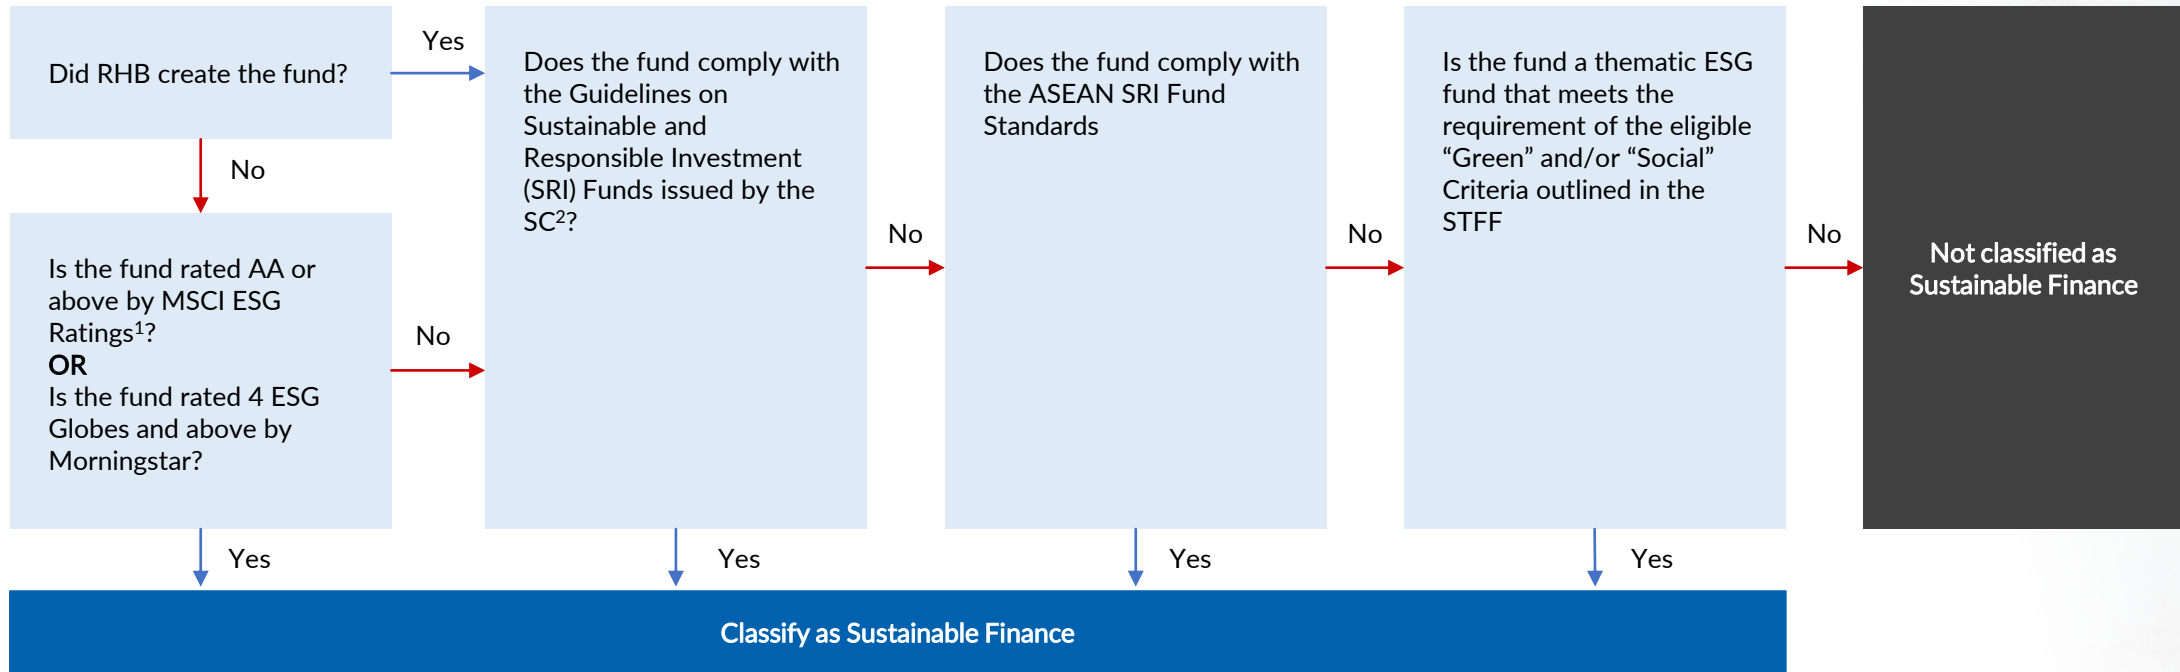 Did RHB create the fund?
Yes
No
Is the fund rated AA or
above by MSCI ESG
Ratings¹?
OR
Is the fund rated 4 ESG
Globes and above by
Morningstar?
No
Yes
Does the fund comply with
the Guidelines on
Sustainable and
Responsible Investment
(SRI) Funds issued by the
SC²?
No
Yes
Does the fund comply with
the ASEAN SRI Fund
Standards
No
Yes
Is the fund a thematic ESG
fund that meets the
requirement of the eligible
“Green” and/or “Social”
Criteria outlined in the
STFF
No
Yes
Not classified as
Sustainable Finance
Classify as Sustainable Finance